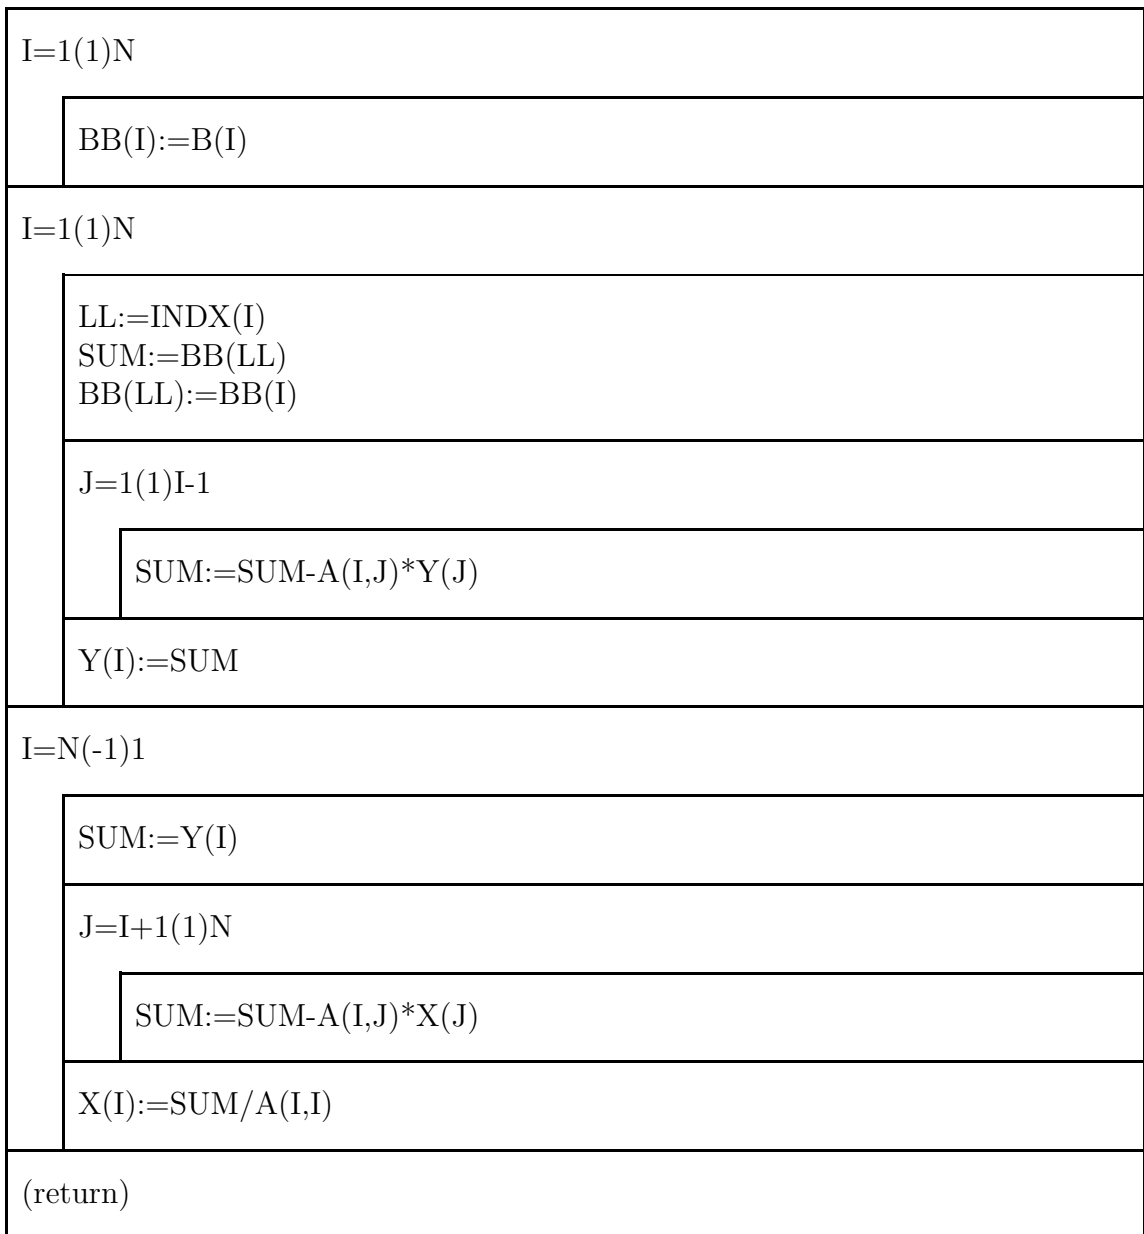 I=1(1)N
BB(I):=B(I)
I=1(1)N
LL:=INDX(I)
SUM:=BB(LL)
BB(LL):=BB(I)
J=1(1)I-1
SUM:=SUM-A(I,J)*Y(J)
Y(I):=SUM
I=N(-1)1
SUM:=Y(I)
J=I+1(1)N
SUM:=SUM-A(I,J)*X(J)
X(I):=SUM/A(I,I)
(return)